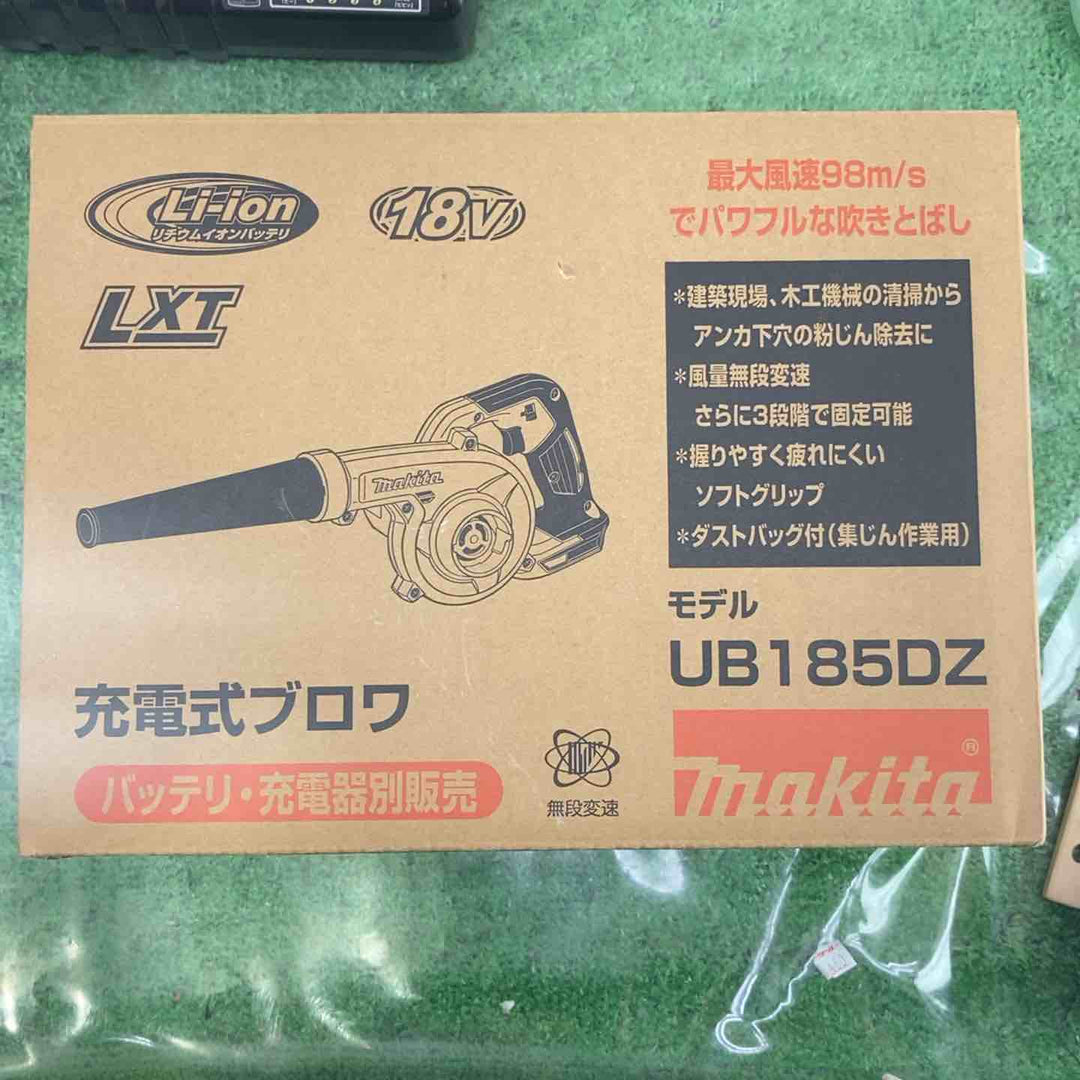 Li-ion
リチウムイオンバッテリ
18V
LXT
最大風速98m/s
でパワフルな吹きとばし
*建築現場、木工機械の清掃から
アンカ下穴の粉じん除去に
*風量無段変速
さらに3段階で固定可能
*握りやすく疲れにくい
ソフトグリップ
*ダストバッグ付(集じん作業用)
makita
モデル
UB185DZ
充電式ブロワ
バッテリ・充電器別販売
無段変速
makita®